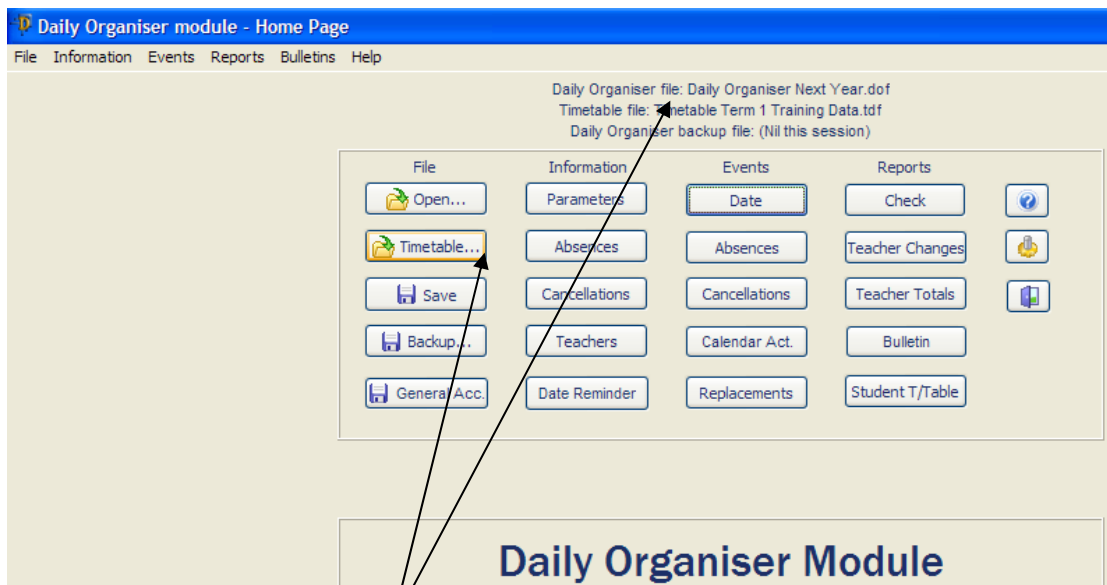 Daily Organiser module - Home Page
File Information Events Reports Bulletins Help
Daily Organiser file: Daily Organiser Next Year.dof
Timetable file: Timetable Term 1 Training Data.tdf
Daily Organiser backup file: (Nil this session)
File Information Events Reports
Open... Parameters Date Check
Timetable... Absences Absences Teacher Changes
Save Cancellations Cancellations Teacher Totals
Backup... Teachers Calendar Act. Bulletin
General Acc. Date Reminder Replacements Student T/Table
Daily Organiser Module